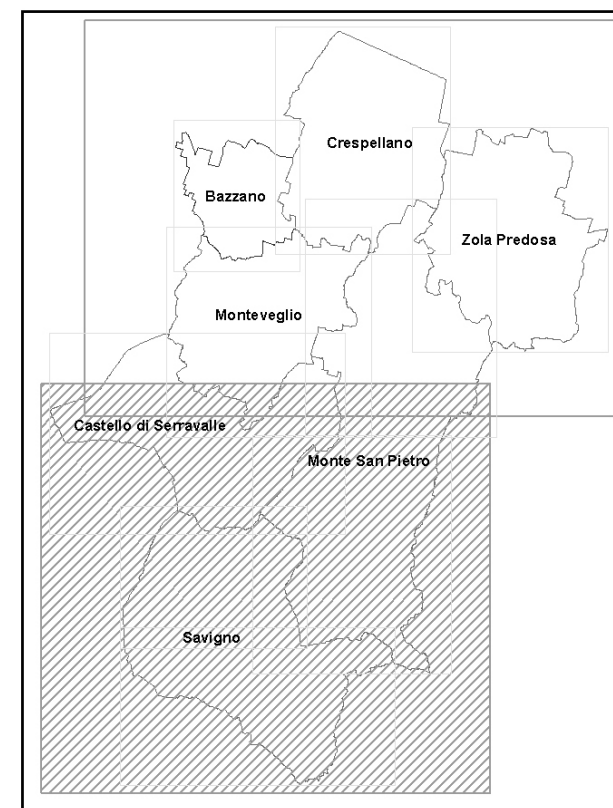 Crespellano
Bazzano
Zola Predosa
Monteveglio
Castello di Serravalle
Monte San Pietro
Savigno